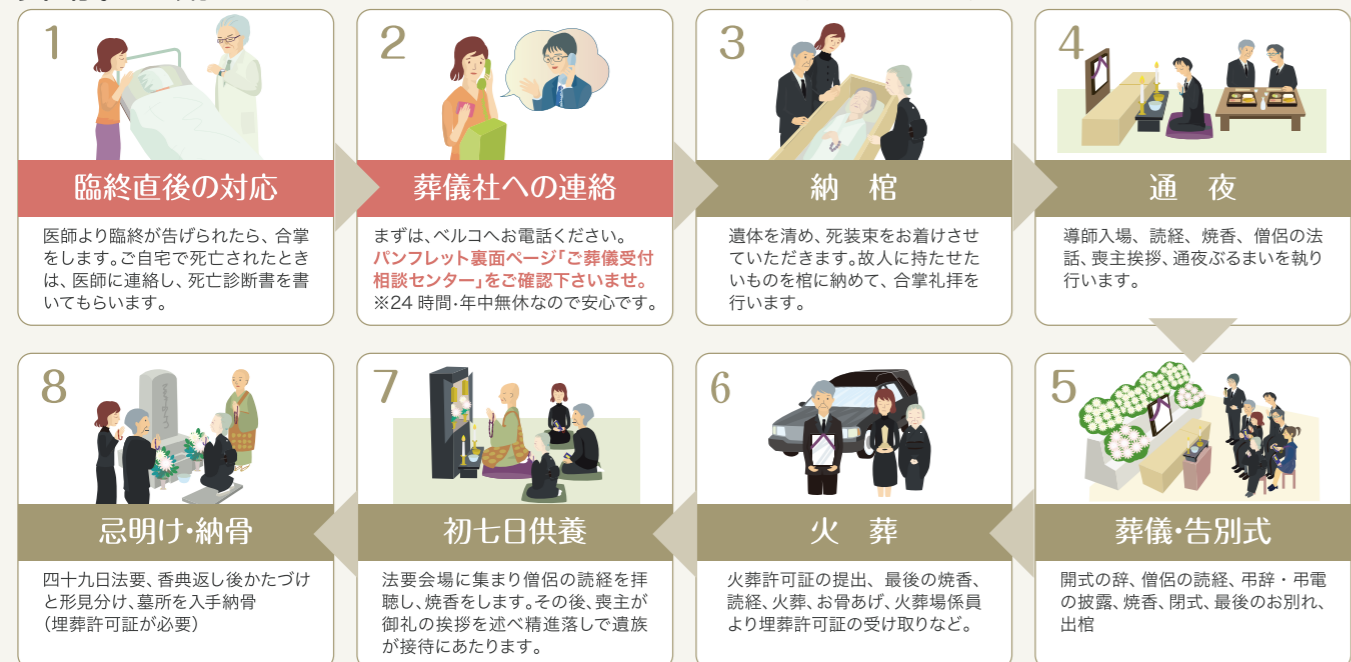 1
臨終直後の対応
医師より臨終が告げられたら、合掌
をします。ご自宅で死亡されたとき
は、医師に連絡し、死亡診断書を書
いてもらいます。
2
葬儀社への連絡
まずは、ベルコへお電話ください。
パンフレット裏面ページ「ご葬儀受付
相談センター」をご確認下さいませ。
※24 時間・年中無休なので安心です。
3
納 棺
遺体を清め、死装束をお着けさせ
ていただきます。故人に持たせた
いものを棺に納めて、合掌礼拝を
行います。
4
通 夜
導師入場、読経、焼香、僧侶の法
話、喪主挨拶、通夜ぶるまいを執り
行います。
5
葬儀・告別式
開式の辞、僧侶の読経、弔辞・弔電
の披露、焼香、閉式、最後のお別れ、
出棺
6
火 葬
火葬許可証の提出、最後の焼香、
読経、火葬、お骨あげ、火葬場係員
より埋葬許可証の受け取りなど。
7
初七日供養
法要会場に集まり僧侶の読経を拝
聴し、焼香をします。その後、喪主が
御礼の挨拶を述べ精進落しで遺族
が接待にあたります。
8
忌明け・納骨
四十九日法要、香典返し後かたづけ
と形見分け、墓所を入手納骨
（埋葬許可証が必要）